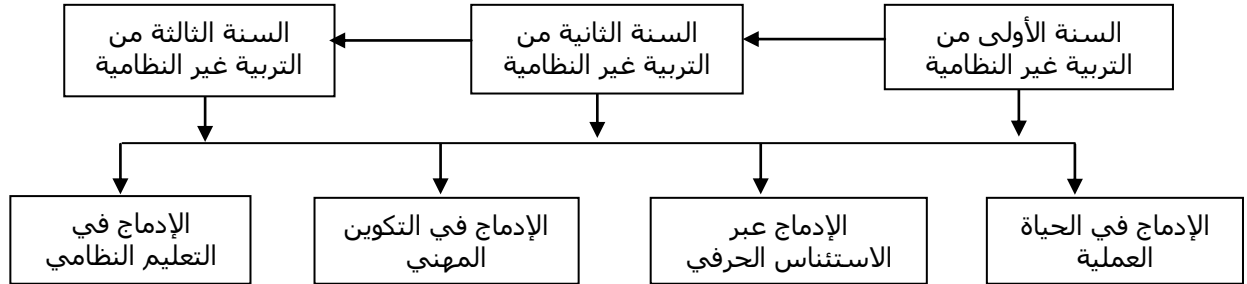 السنة الأولى من
التربية غير النظامية
السنة الثانية من
التربية غير النظامية
السنة الثالثة من
التربية غير النظامية
الإدماج في الحياة
العملية
الإدماج عبر
الاستئناس الحرفي
الإدماج في التكوين
المهني
الإدماج في
التعليم النظامي